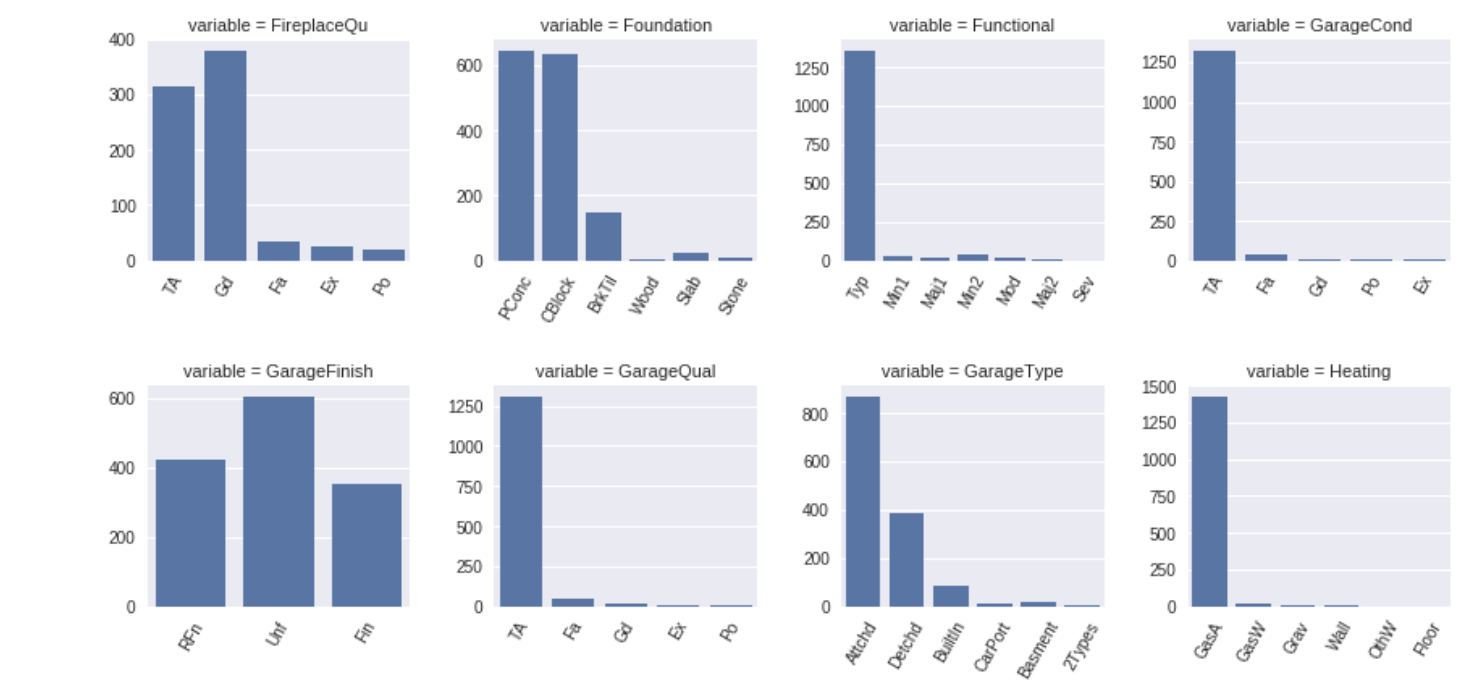 variable = FireplaceQu
400
300
200
100
0
TA
Gd
Fa
Ex
Po
variable = Foundation
600
400
200
0
PConc
CBlock
BrkTil
Wood
Slab
Stone
variable = Functional
1250
1000
750
500
250
0
Typ
Min1
Maj1
Min2
Mod
Maj2
Sev
variable = GarageCond
1250
1000
750
500
250
0
TA
Fa
Gd
Po
Ex
variable = GarageFinish
600
400
200
0
RFn
Unf
Fin
variable = GarageQual
1250
1000
750
500
250
0
TA
Fa
Gd
Ex
Po
variable = GarageType
800
600
400
200
0
Attchd
Detchd
BuiltIn
CarPort
Basment
2Types
variable = Heating
1500
1250
1000
750
500
250
0
GasA
GasW
Grav
Wall
OthW
Floor